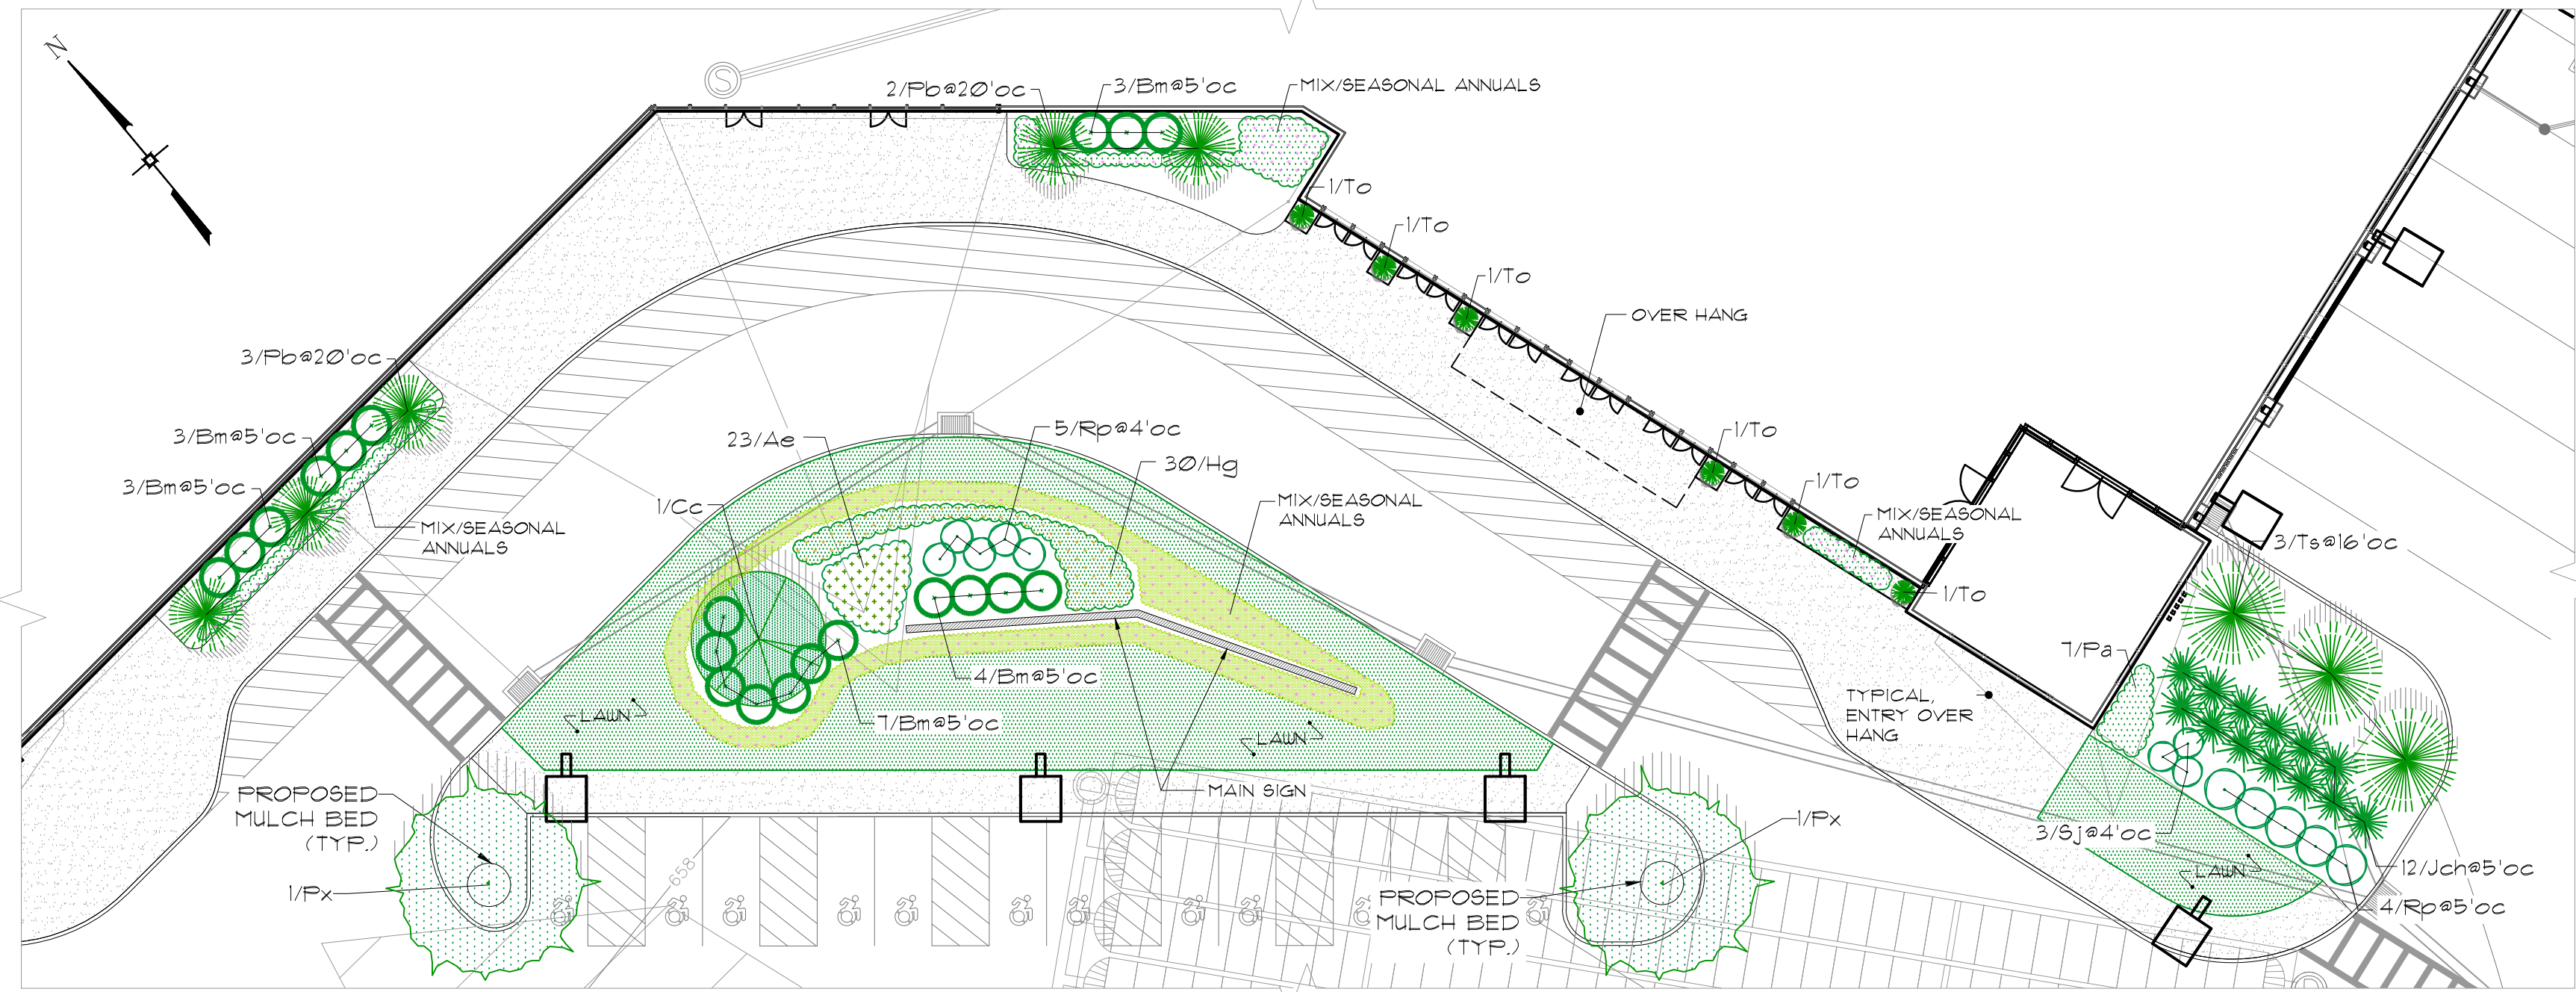 N
S
2/Pb@20'oc
3/Bm@5'oc
MIX/SEASONAL ANNUALS
1/To
1/To
1/To
OVER HANG
3/Pb@20'oc
3/Bm@5'oc
3/Bm@5'oc
MIX/SEASONAL
ANNUALS
23/Ae
5/Rp@4'oc
30/Hg
1/Cc
MIX/SEASONAL
ANNUALS
1/To
1/To
MIX/SEASONAL
ANNUALS
1/To
3/Ts@16'oc
7/Pa
4/Bm@5'oc
7/Bm@5'oc
LAWN
LAWN
TYPICAL,
ENTRY OVER
HANG
MAIN SIGN
PROPOSED
MULCH BED
(TYP.)
1/Px
658
1/Px
PROPOSED
MULCH BED
(TYP.)
3/Sj@4'oc
LAWN
12/Jch@5'oc
4/Rp@5'oc